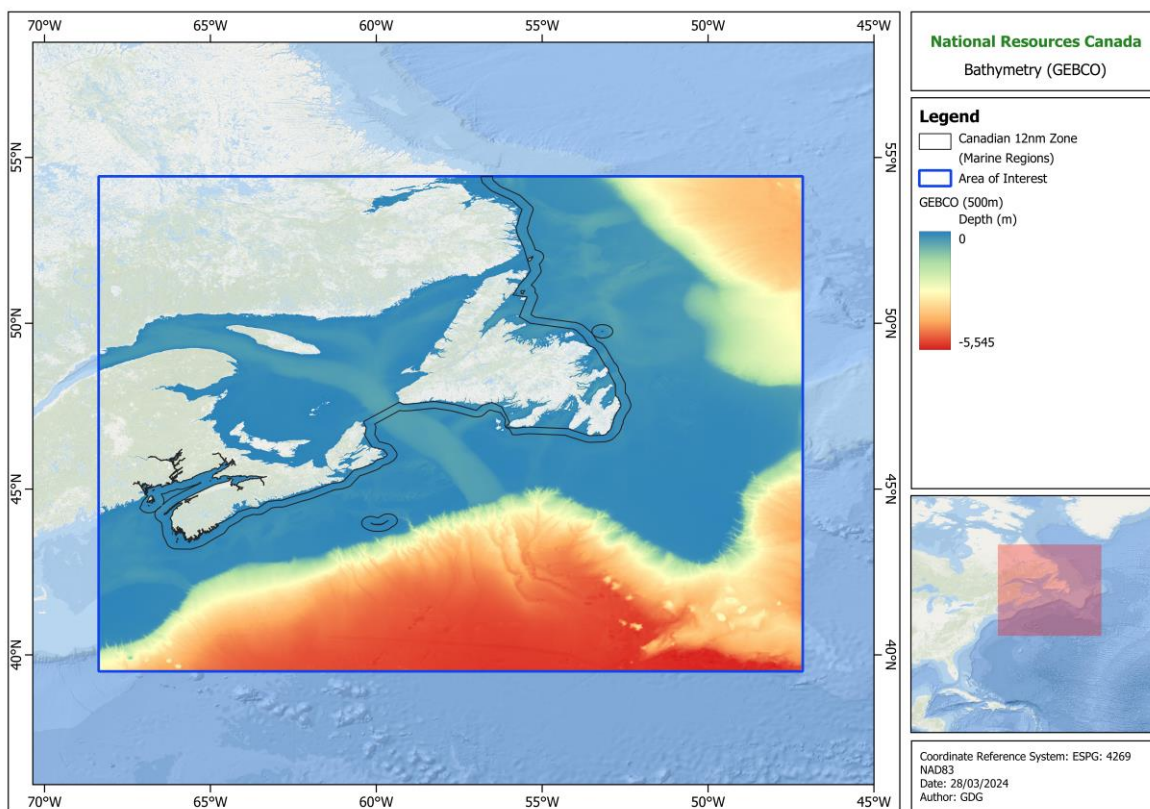 70°W 65°W 60°W 55°W 50°W 45°W
55°N 55°N
50°N 50°N
45°N 45°N
40°N 40°N
70°W 65°W 60°W 55°W 50°W 45°W
National Resources Canada
Bathymetry (GEBCO)
Legend
Canadian 12nm Zone
(Marine Regions)
Area of Interest
GEBCO (500m)
Depth (m)
0
-5,545
Coordinate Reference System: ESPG: 4269
NAD83
Date: 28/03/2024
Author: GDG